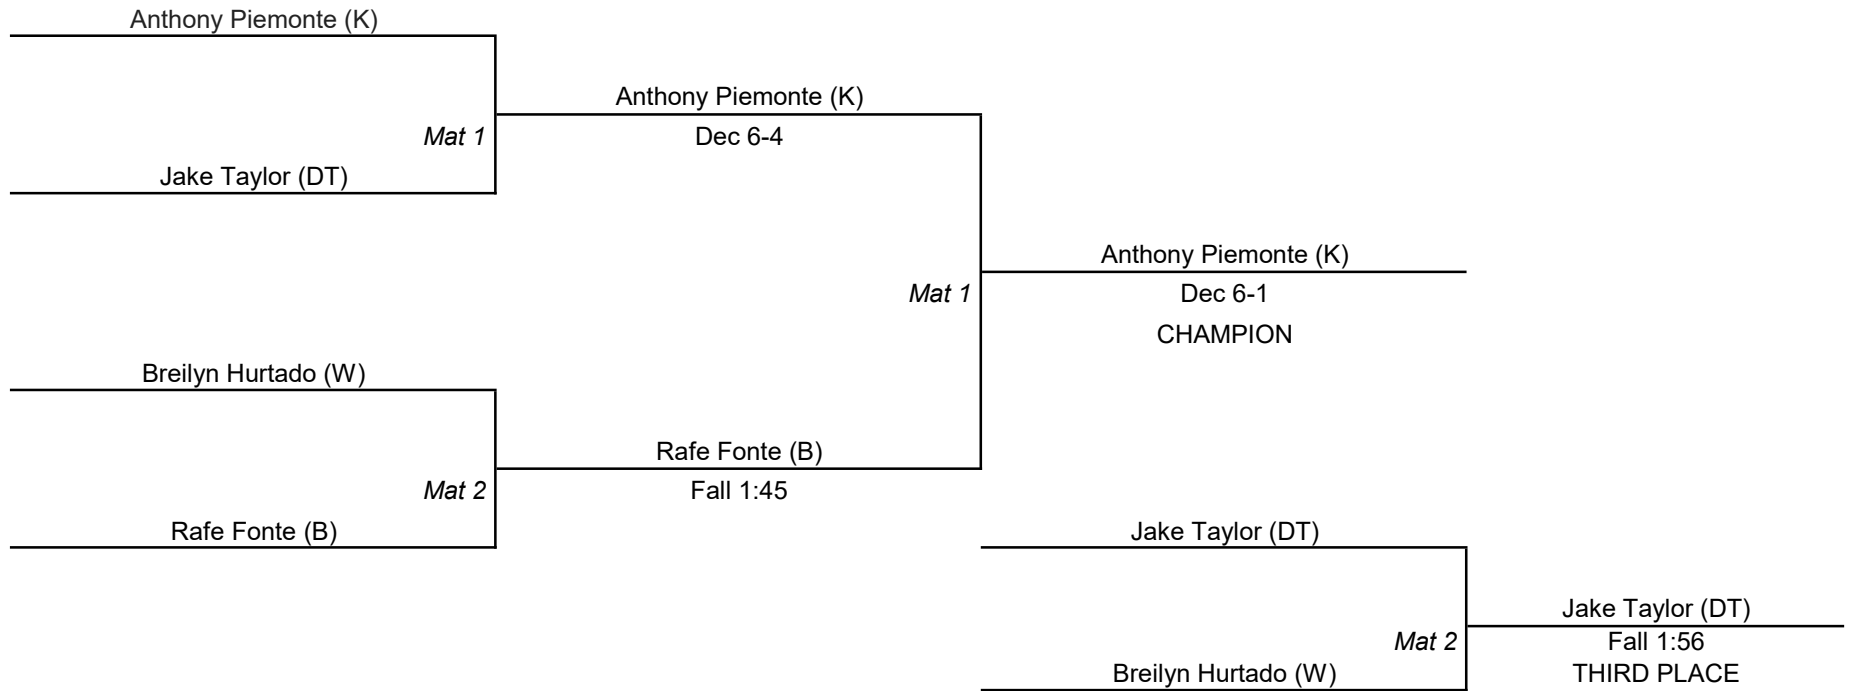 Anthony Piemonte (K)
Anthony Piemonte (K)
Mat 1
Dec 6-4
Jake Taylor (DT)
Anthony Piemonte (K)
Mat 1
Dec 6-1
CHAMPION
Breilyn Hurtado (W)
Rafe Fonte (B)
Mat 2
Fall 1:45
Rafe Fonte (B)
Jake Taylor (DT)
Jake Taylor (DT)
Mat 2
Fall 1:56
Breilyn Hurtado (W)
THIRD PLACE